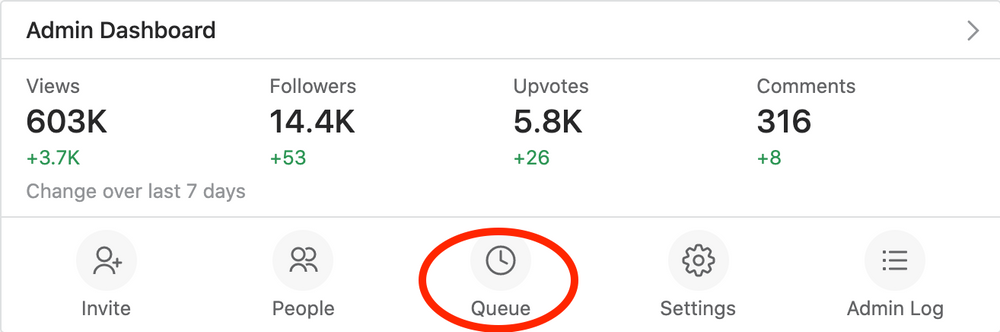 Admin Dashboard
Views Followers Upvotes Comments
603K 14.4K 5.8K 316
+3.7K +53 +26 +8
Change over last 7 days
Invite People Queue Settings Admin Log